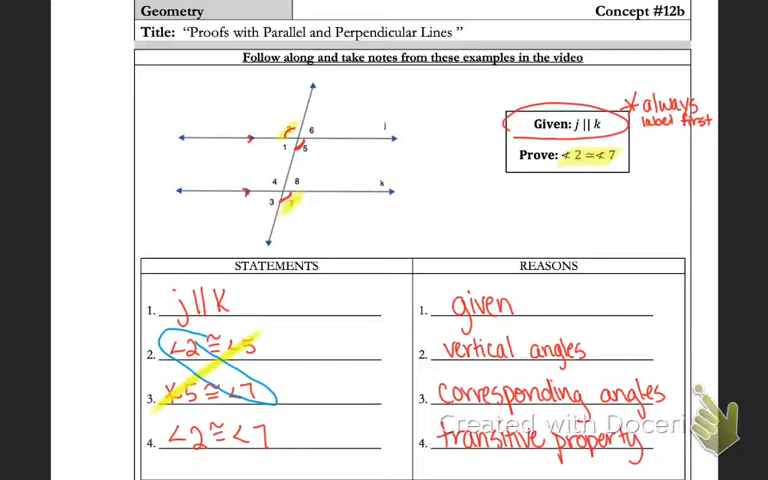 Geometry
Concept #12b
Title: “Proofs with Parallel and Perpendicular Lines ”
Follow along and take notes from these examples in the video
* always
label first
Given: j || k
Prove: ∢ 2 ≅ ∢ 7
2 6 j
1 5
4 8 k
3 7
STATEMENTS
REASONS
1. j || k
1. given
2. <2 ≅ <5
2. vertical angles
3. <5 ≅ <7
3. corresponding angles
Created with Doceri
4. <2 ≅ <7
4. transitive property